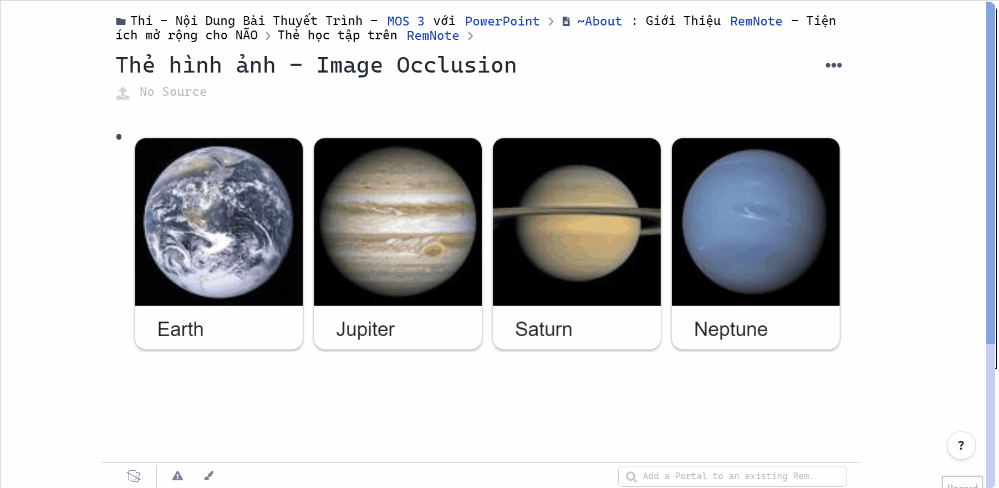 Thi – Nội Dung Bài Thuyết Trình – MOS 3 với PowerPoint > ~About : Giới Thiệu RemNote – Tiện
ích mở rộng cho NÃO > Thẻ học tập trên RemNote >
Thẻ hình ảnh – Image Occlusion
No Source
Earth
Jupiter
Saturn
Neptune
?
Add a Portal to an existing Rem.
Record